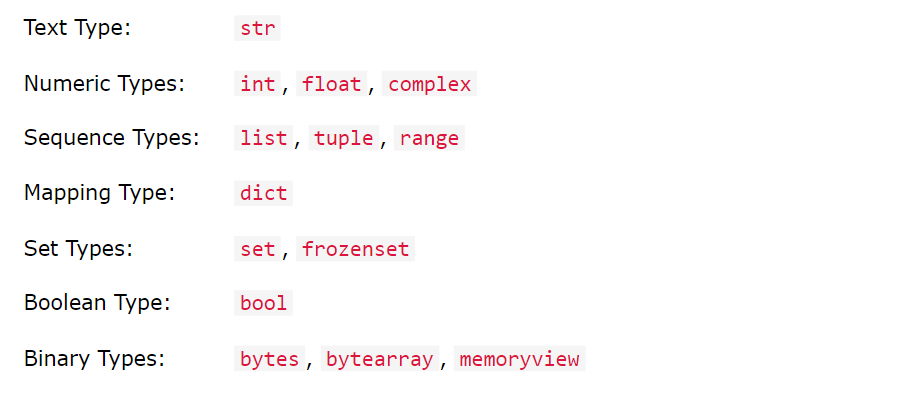 Text Type: str
Numeric Types: int, float, complex
Sequence Types: list, tuple, range
Mapping Type: dict
Set Types: set, frozenset
Boolean Type: bool
Binary Types: bytes, bytearray, memoryview